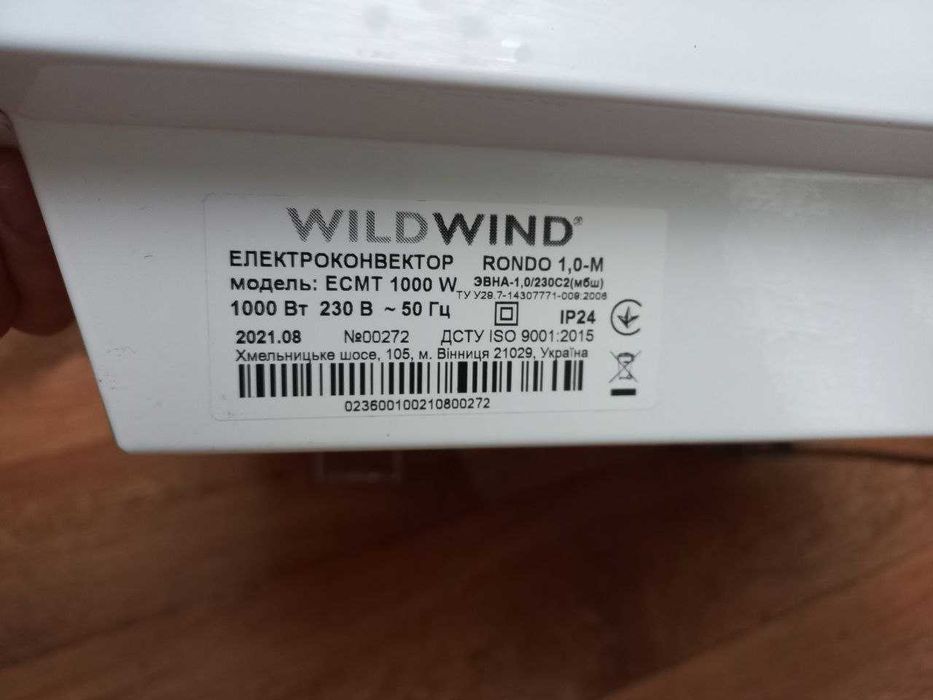 WILDWIND®
ЕЛЕКТРОКОНВЕКТОР RONDO 1,0-М
модель: ECMT 1000 W ЭВНА-1,0/230С2(мбш)
ТУ У29.7-14307771-009:2006
1000 Вт 230 В ~ 50 Гц IP24
2021.08 №00272 ДСТУ ISO 9001:2015
Хмельницьке шосе, 105, м. Вінниця 21029, Україна
023600100210800272